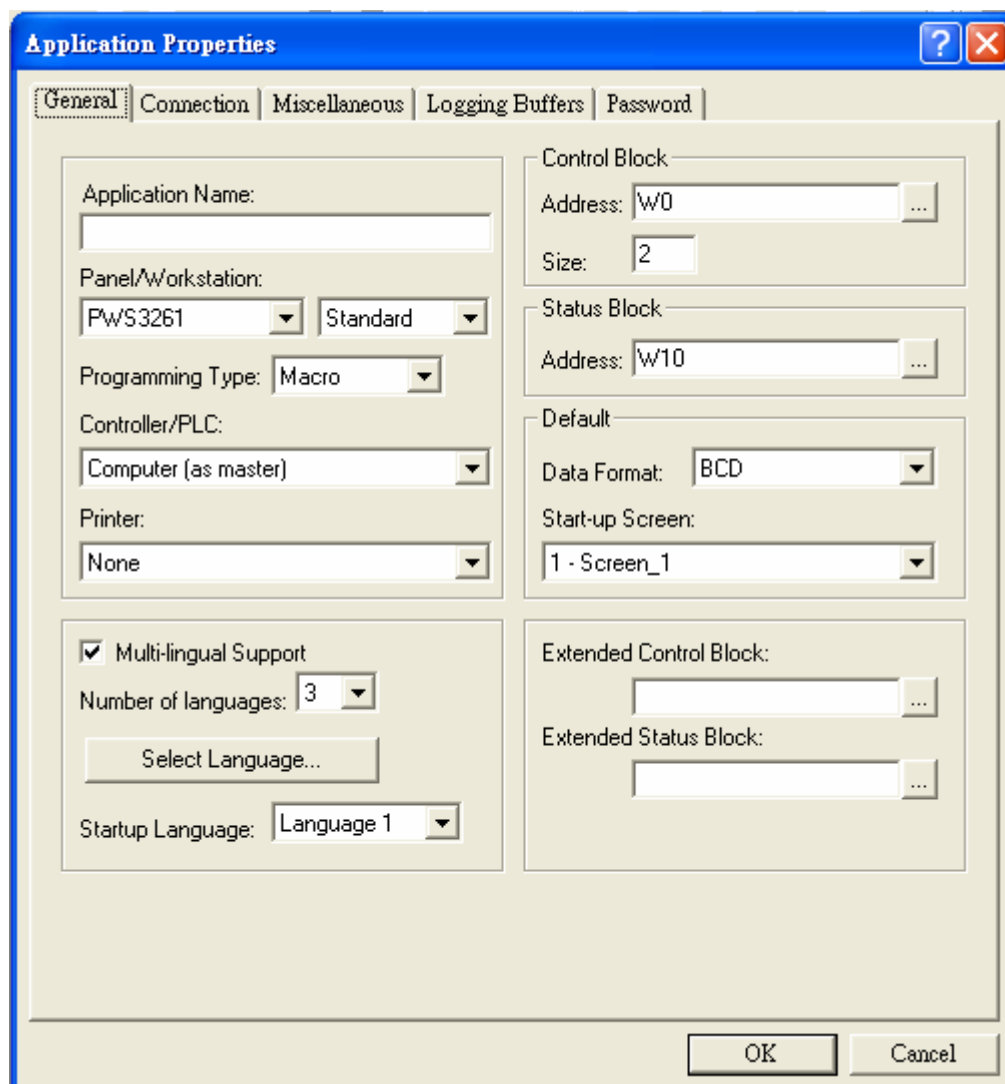 Application Properties
General Connection Miscellaneous Logging Buffers Password
Application Name:
Panel/Workstation:
PWS3261 Standard
Programming Type: Macro
Controller/PLC:
Computer (as master)
Printer:
None
Control Block
Address: W0 ...
Size: 2
Status Block
Address: W10 ...
Default
Data Format: BCD
Start-up Screen:
1 - Screen_1
Multi-lingual Support
Number of languages: 3
Select Language...
Startup Language: Language 1
Extended Control Block:
...
Extended Status Block:
...
OK Cancel